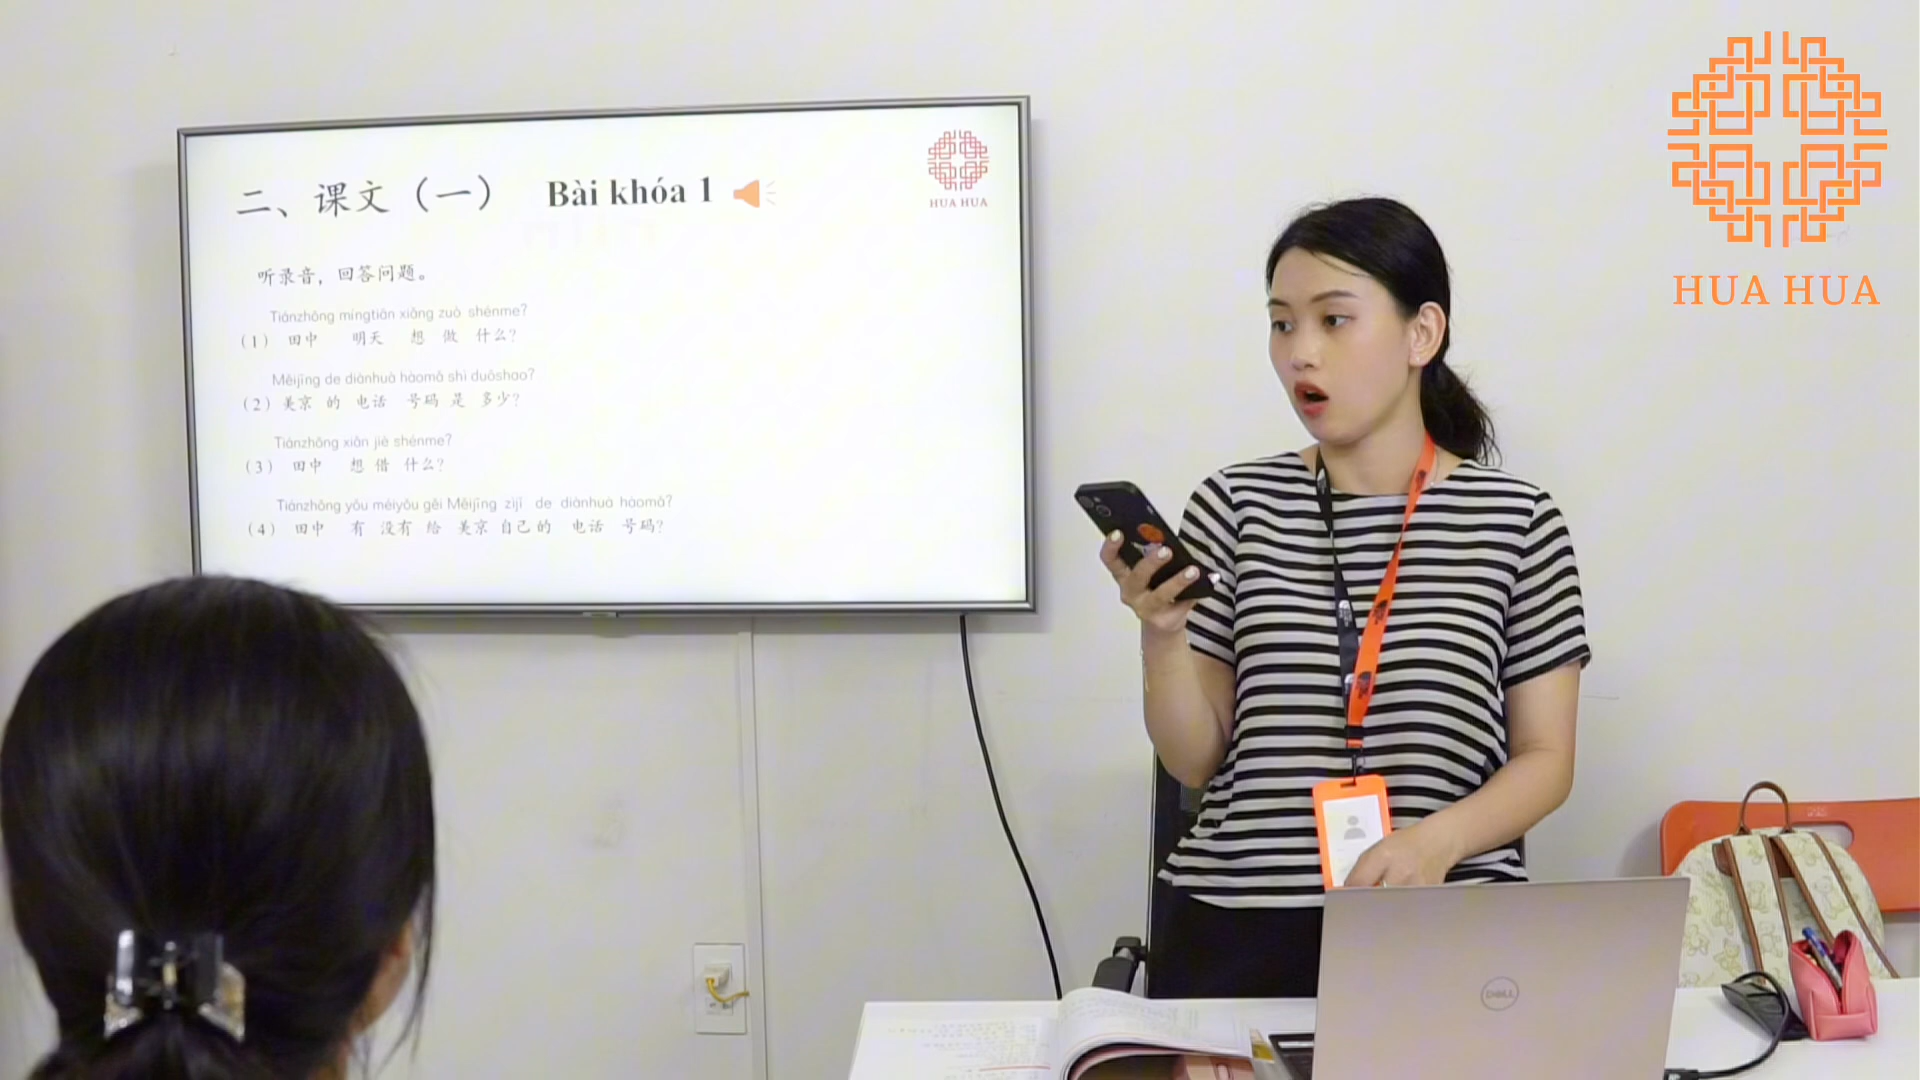 二、课文（一） Bài khóa 1
HUA HUA
听录音，回答问题。
Tiánzhōng míngtiān xiǎng zuò shénme?
（1） 田中 明天 想 做 什么？
Měijīng de diànhuà hàomǎ shì duōshao?
（2）美京 的 电话 号码 是 多少？
Tiánzhōng xiǎn jiè shénme?
（3） 田中 想 借 什么？
Tiánzhōng yǒu méiyǒu gěi Měijīng zìjǐ de diànhuà hàomǎ?
（4） 田中 有 没有 给 美京 自己 的 电话 号码？
HUA HUA
DELL